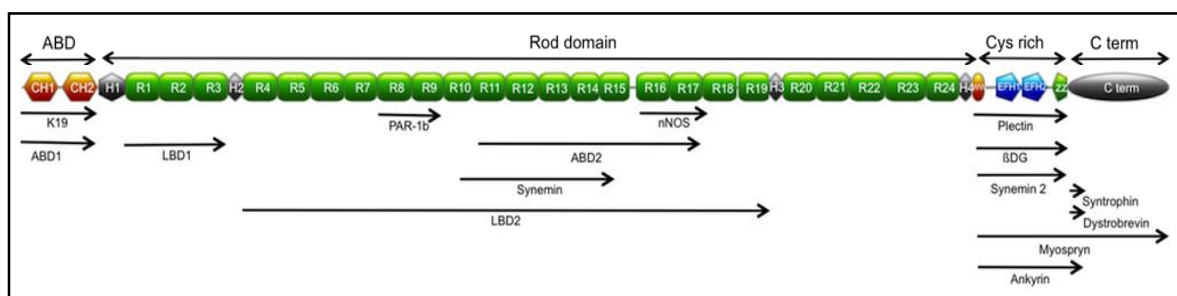 ABD Rod domain Cys rich C term
CH1 CH2 H1 R1 R2 R3 H2 R4 R5 R6 R7 R8 R9 R10 R11 R12 R13 R14 R15 R16 R17 R18 R19 H3 R20 R21 R22 R23 R24 H4 WW EFH1 EFH2 ZZ C term
K19 PAR-1b nNOS Plectin
ABD1 LBD1 ABD2 ßDG
Synemin Synemin 2
Syntrophin
LBD2
Dystrobrevin
Myospryn
Ankyrin